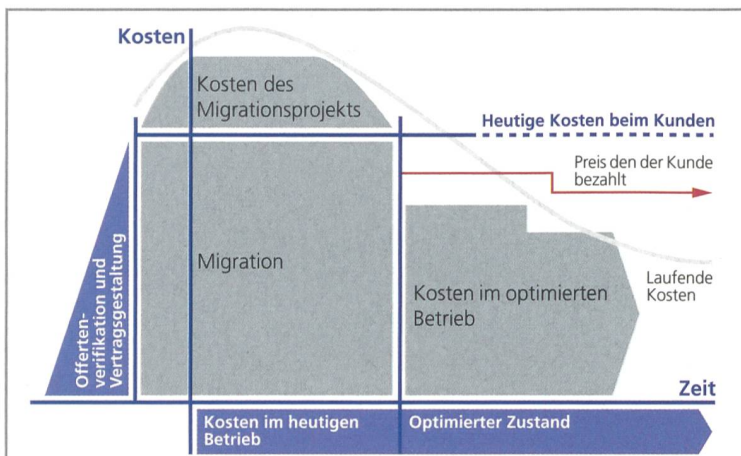 Kosten
Kosten des
Migrationsprojekts
Heutige Kosten beim Kunden
Preis den der Kunde
bezahlt
Offerten-
verifikation und
Vertragsgestaltung
Migration
Kosten im optimierten
Betrieb
Laufende
Kosten
Zeit
Kosten im heutigen
Betrieb
Optimierter Zustand